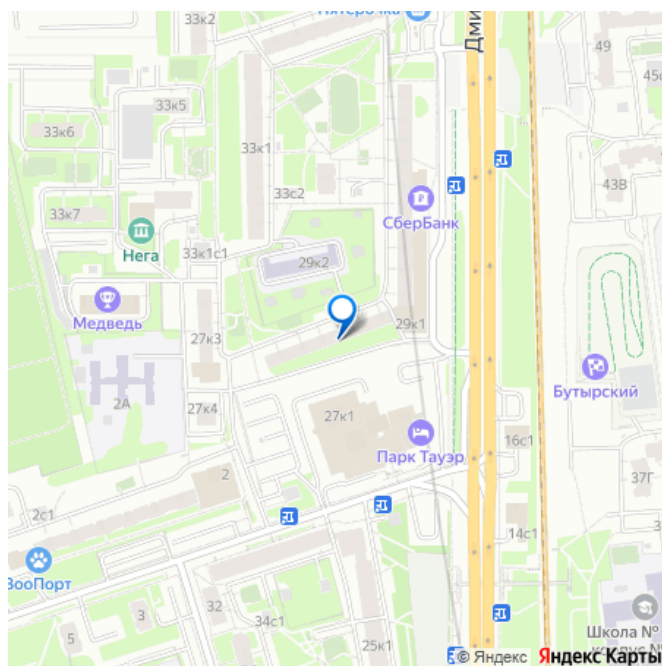 Пятёрочка
33к2
49
33к5
33к6
33к1
43В
33с2
СберБанк
33к7
Нега
33к1с1
29к2
Медведь
29к1
27к3
Бутырский
2А
27к4
27к1
Парк Тауэр
16с1
2
37Г
2с1
14с1
ЗооПорт
32
3
34с1
5
25к1
Школа №
© Яндекс
Яндекс Карты